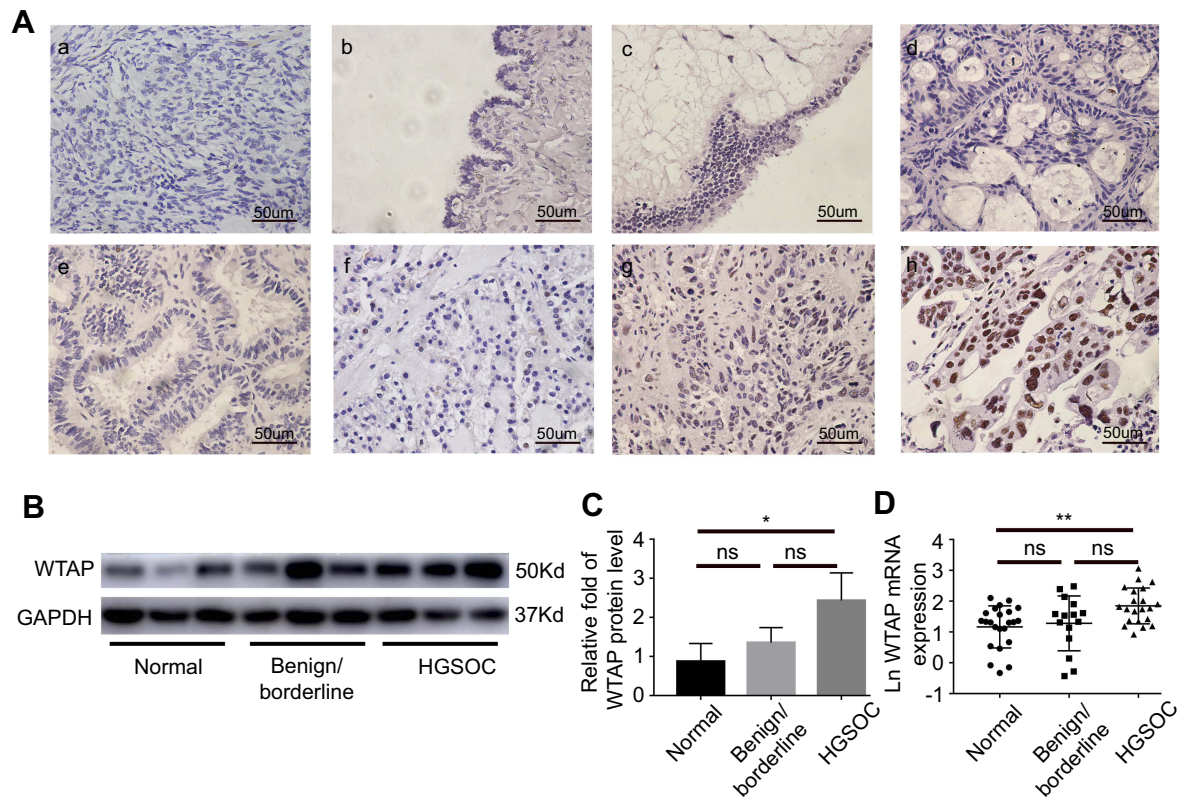 A
a
50um
b
50um
c
50um
d
50um
e
50um
f
50um
g
50um
h
50um
B
WTAP
50Kd
GAPDH
37Kd
Normal
Benign/
borderline
HGSOC
C
Relative fold of
WTAP protein level
4
3
2
1
0
*
ns
ns
Normal
Benign/
borderline
HGSOC
D
Ln WTAP mRNA
expression
4
3
2
1
0
-1
**
ns
ns
Normal
Benign/
borderline
HGSOC